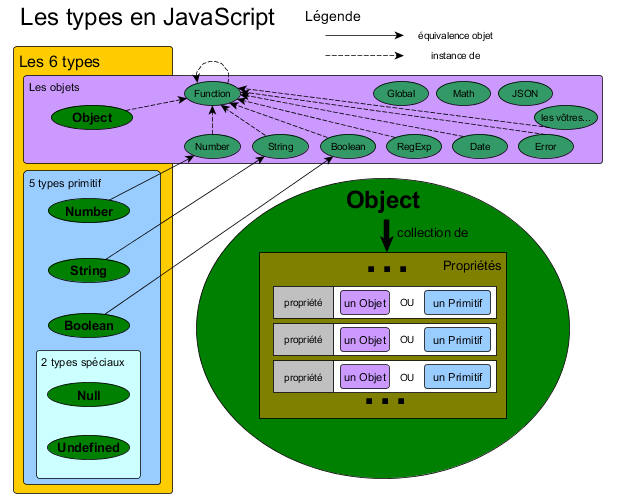 Les types en JavaScript
Légende
équivalence objet
instance de
Les 6 types
Les objets
Object
Function
Global
Math
JSON
les vôtres...
Number
String
Boolean
RegExp
Date
Error
5 types primitif
Number
String
Boolean
2 types spéciaux
Null
Undefined
Object
collection de
Propriétés
propriété un Objet OU un Primitif
propriété un Objet OU un Primitif
propriété un Objet OU un Primitif